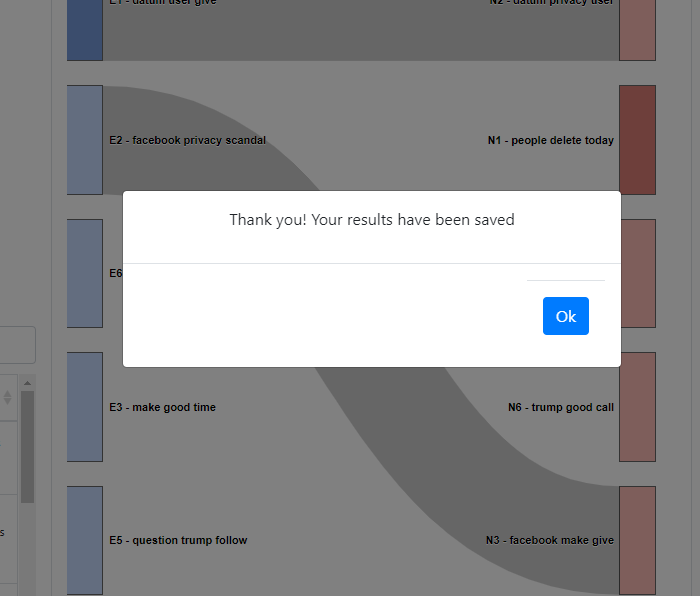 E1 - datum user give
N2 - datum privacy user
E2 - facebook privacy scandal
N1 - people delete today
Thank you! Your results have been saved
E6
Ok
E3 - make good time
N6 - trump good call
s
E5 - question trump follow
N3 - facebook make give